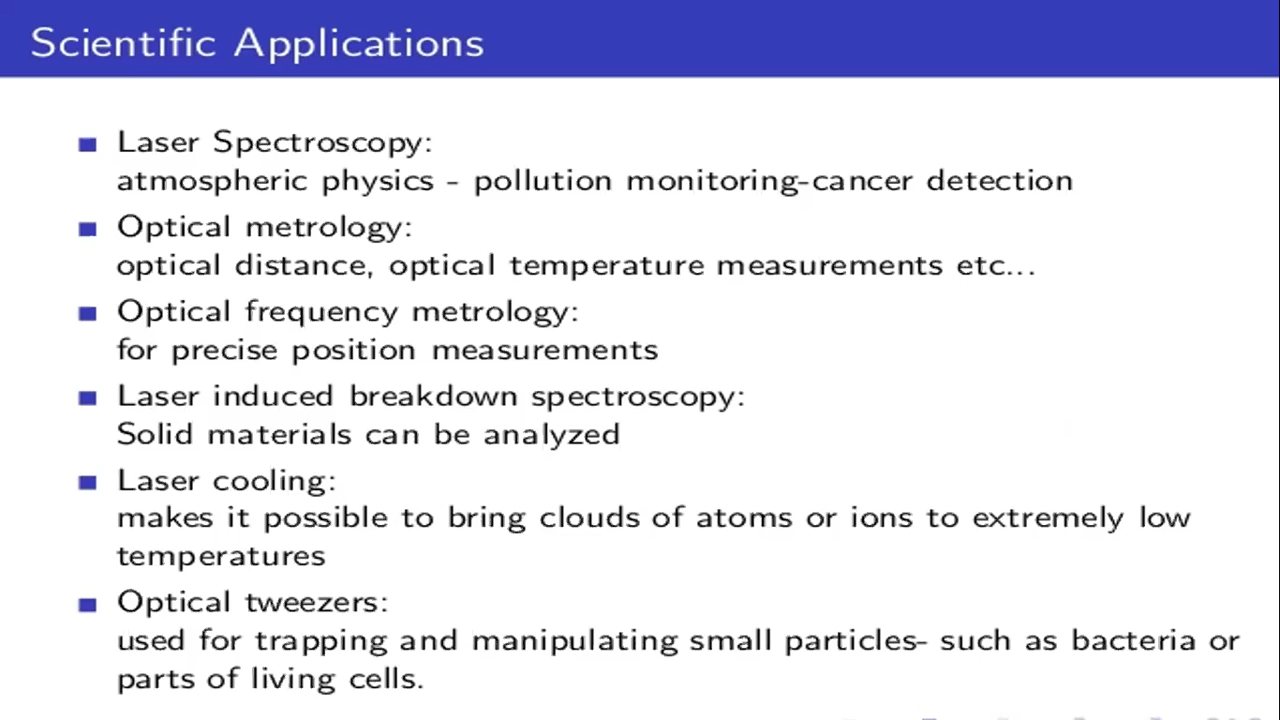 Scientific Applications
Laser Spectroscopy:
atmospheric physics - pollution monitoring-cancer detection
Optical metrology:
optical distance, optical temperature measurements etc...
Optical frequency metrology:
for precise position measurements
Laser induced breakdown spectroscopy:
Solid materials can be analyzed
Laser cooling:
makes it possible to bring clouds of atoms or ions to extremely low
temperatures
Optical tweezers:
used for trapping and manipulating small particles- such as bacteria or
parts of living cells.